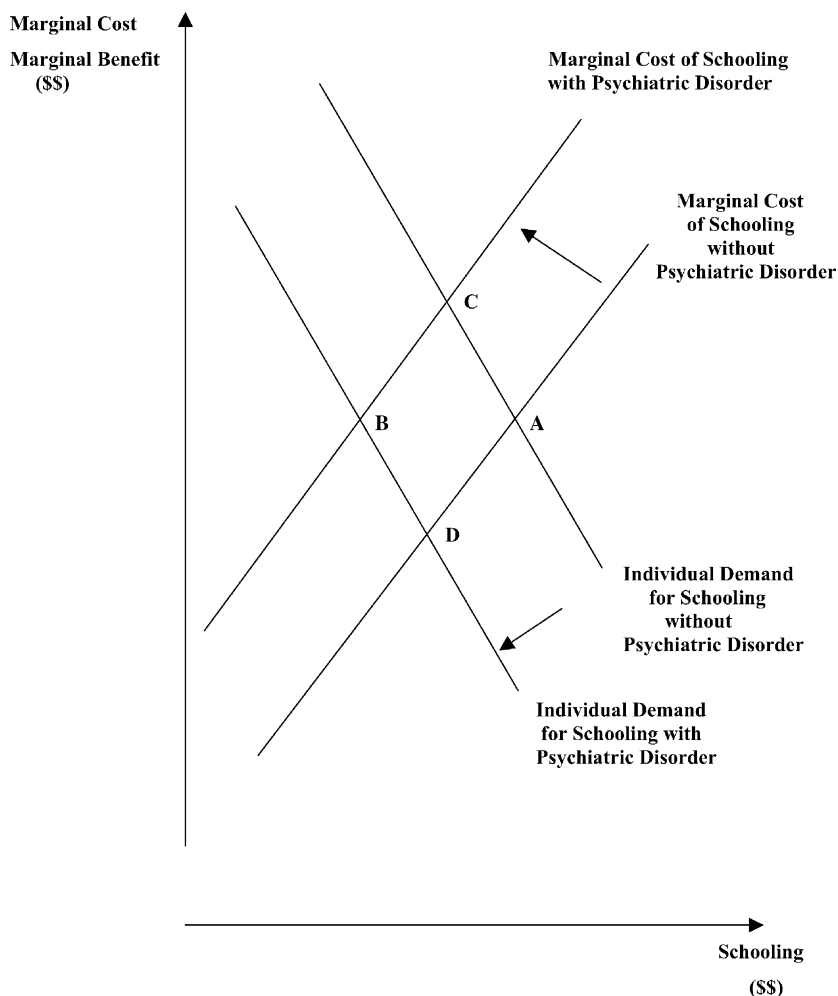 Marginal Cost
Marginal Benefit
($$)
Marginal Cost of Schooling
with Psychiatric Disorder
Marginal Cost
of Schooling
without
Psychiatric Disorder
C
B
A
D
Individual Demand
for Schooling
without
Psychiatric Disorder
Individual Demand
for Schooling with
Psychiatric Disorder
Schooling
($$)